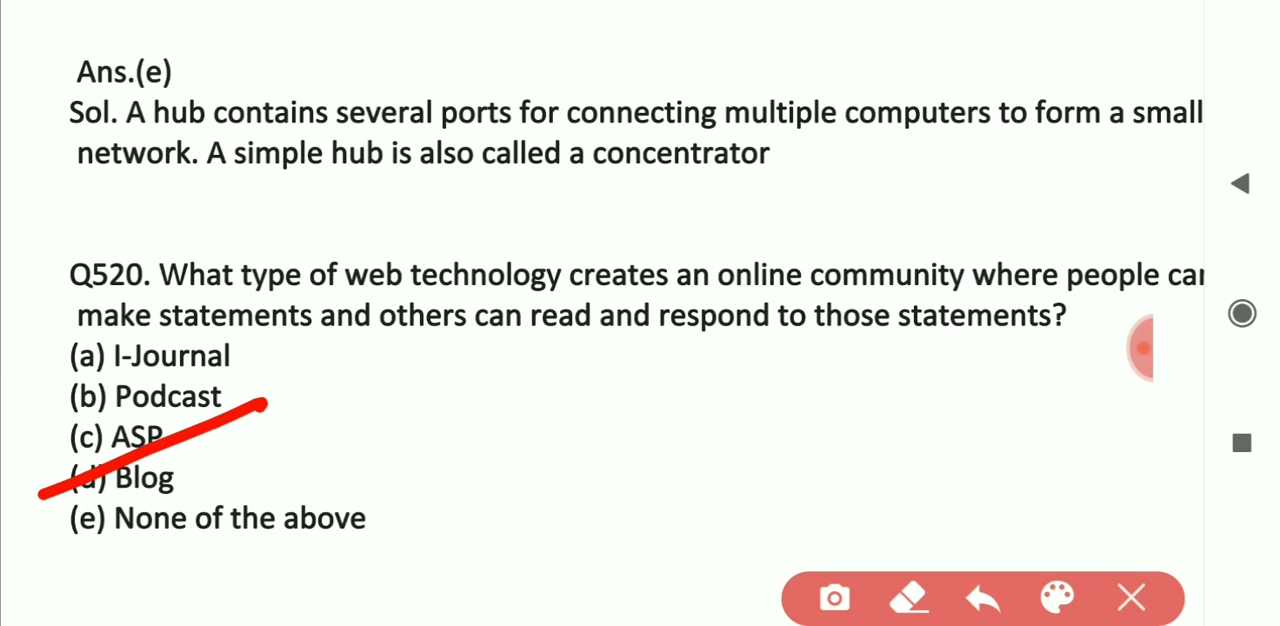 Ans.(e)
Sol. A hub contains several ports for connecting multiple computers to form a small
network. A simple hub is also called a concentrator
Q520. What type of web technology creates an online community where people
make statements and others can read and respond to those statements?
(a) I-Journal
(b) Podcast
(c) ASP
(d) Blog
(e) None of the above